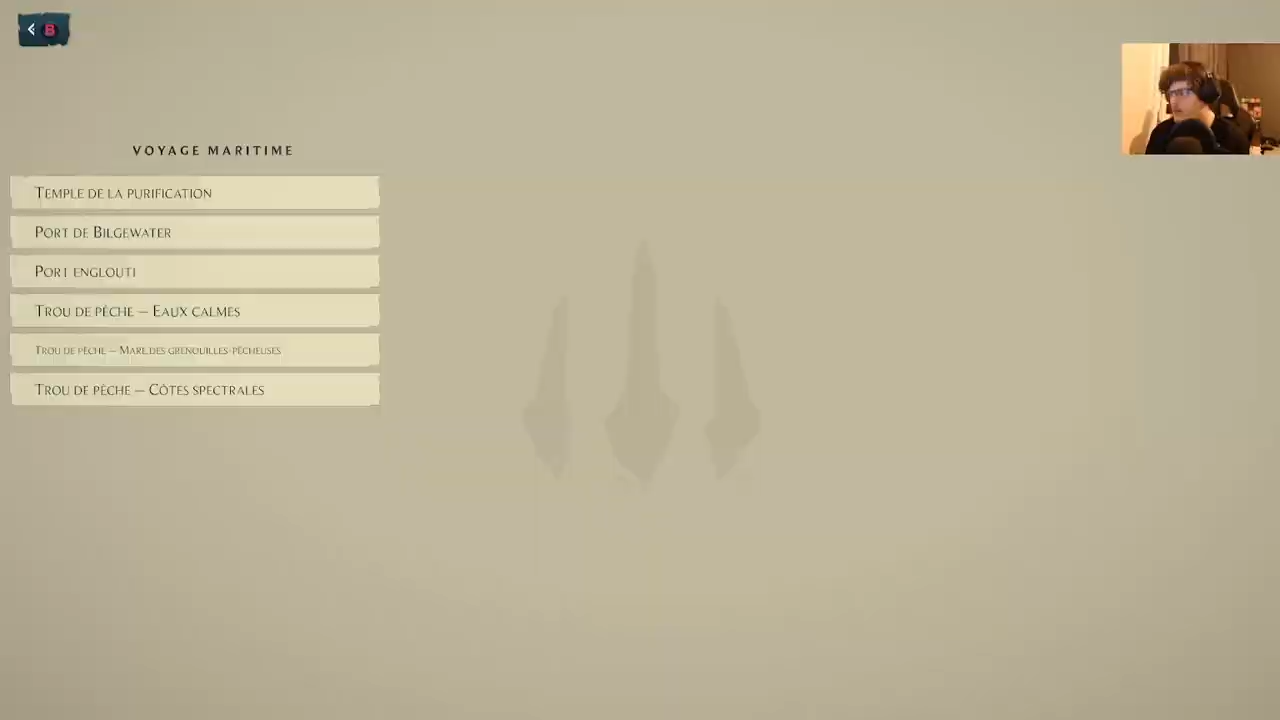 B
VOYAGE MARITIME
TEMPLE DE LA PURIFICATION
PORT DE BILGEWATER
PORT ENGLOUTI
TROU DE PÊCHE – EAUX CALMES
TROU DE PÊCHE – MARE DES GRENOUILLES-PÊCHEUSES
TROU DE PÊCHE – CÔTES SPECTRALES